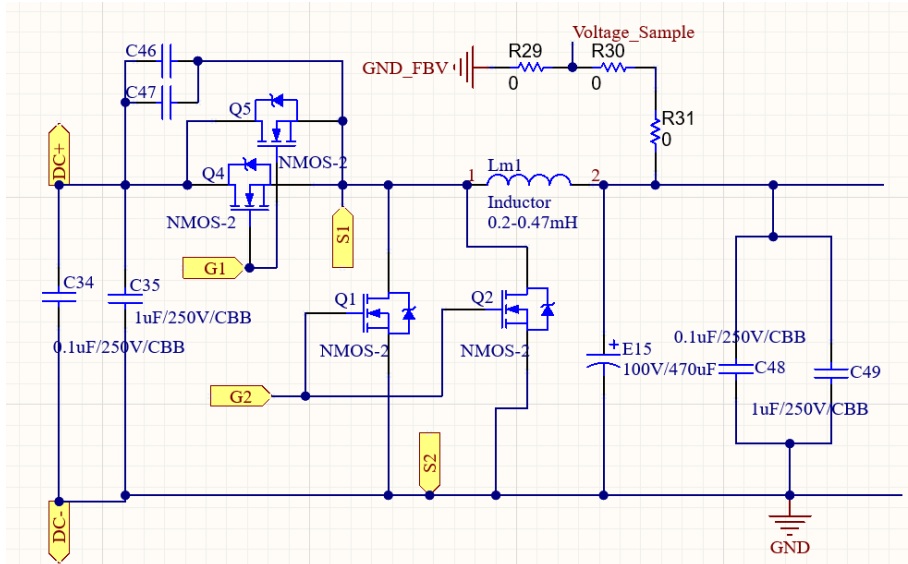 C46
Voltage_Sample
R29
R30
GND_FBV
0
0
C47
Q5
R31
0
DC+
NMOS-2
Q4
1
Lm1
2
Inductor
0.2-0.47mH
NMOS-2
S1
G1
C34
C35
Q1
Q2
1uF/250V/CBB
0.1uF/250V/CBB
NMOS-2
NMOS-2
+
E15
100V/470uF
0.1uF/250V/CBB
C48
C49
1uF/250V/CBB
G2
S2
DC-
GND